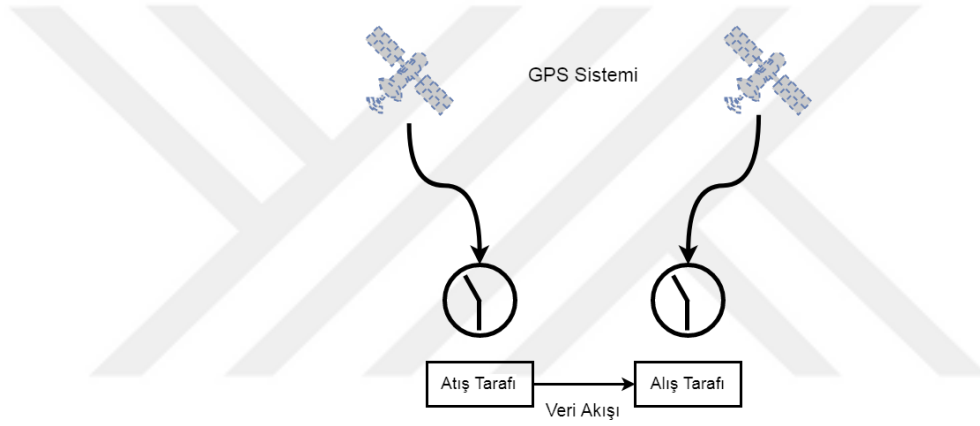 GPS Sistemi
Atış Tarafı
Alış Tarafı
Veri Akışı